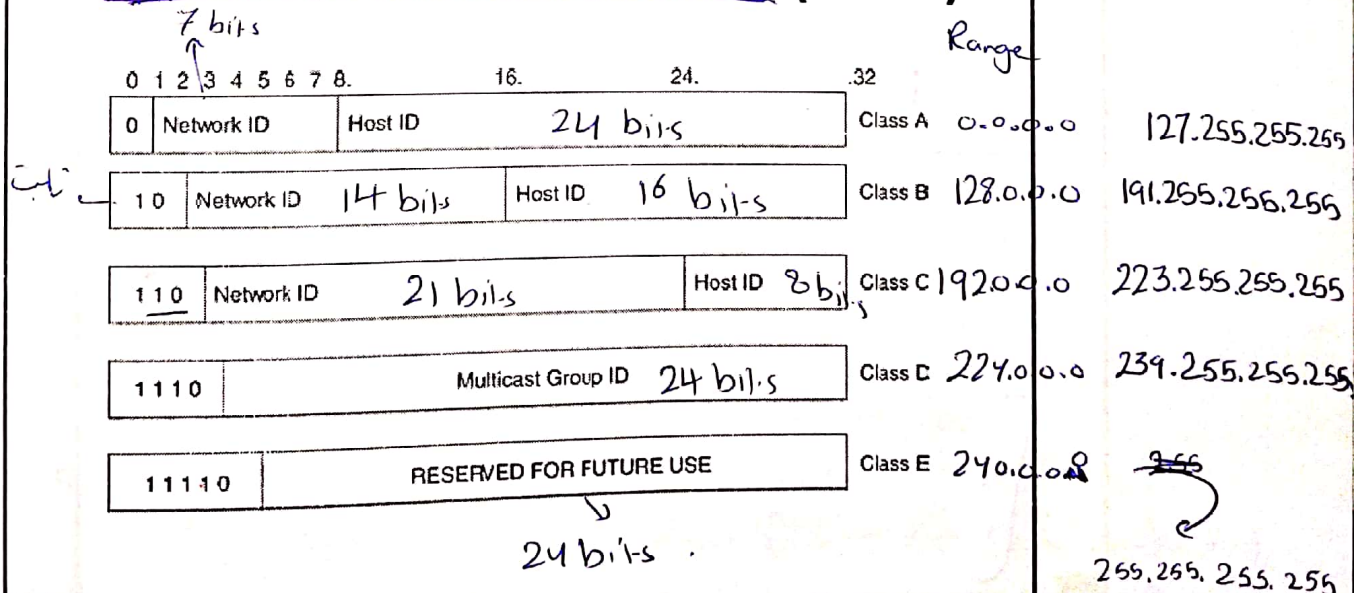 7 bits
Range
0 1 2 3 4 5 6 7 8. 16. 24. .32
0 Network ID Host ID 24 bits Class A 0.0.0.0 127.255.255.255
ثابت 10 Network ID 14 bits Host ID 16 bits Class B 128.0.0.0 191.255.255.255
110 Network ID 21 bits Host ID 8 bits Class C 192.0.0.0 223.255.255.255
1110 Multicast Group ID 24 bits Class D 224.0.0.0 239.255.255.255
11110 RESERVED FOR FUTURE USE Class E 240.0.0.0 255
24 bits .
255.255.255.255